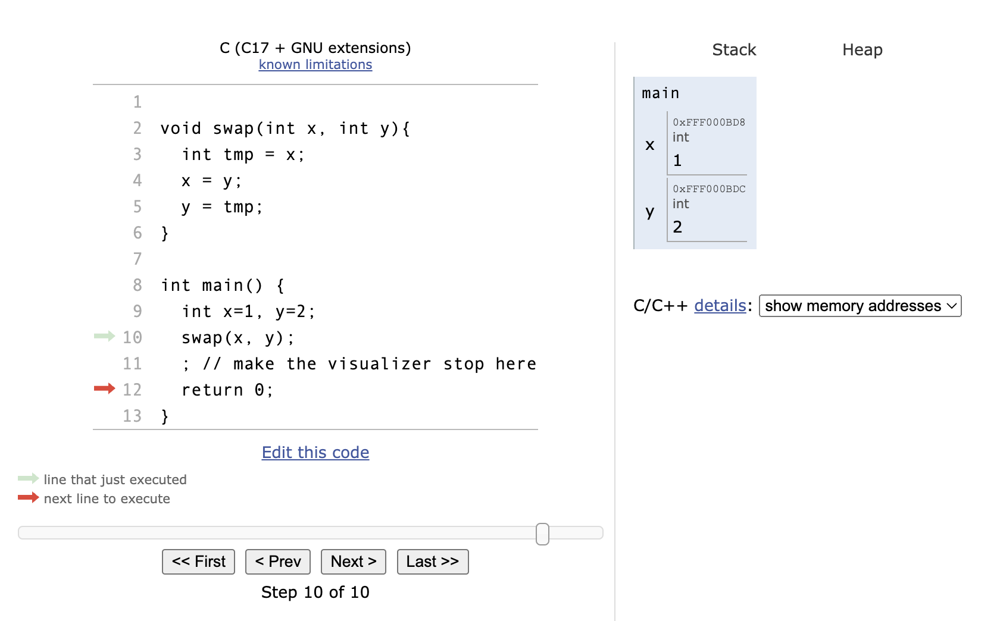 C (C17 + GNU extensions)
known limitations
1
2 void swap(int x, int y){
3   int tmp = x;
4   x = y;
5   y = tmp;
6 }
7
8 int main() {
9   int x=1, y=2;
10   swap(x, y);
11   ; // make the visualizer stop here
12   return 0;
13 }
Edit this code
line that just executed
next line to execute
<< First < Prev Next > Last >>
Step 10 of 10
Stack Heap
main
0xFFF000BD8
int
x
1
0xFFF000BDC
int
y
2
C/C++ details: show memory addresses